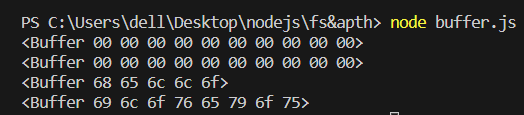 PS C:\Users\dell\Desktop\nodejs\fs&apth> node buffer.js
<Buffer 00 00 00 00 00 00 00 00 00 00>
<Buffer 00 00 00 00 00 00 00 00 00 00>
<Buffer 68 65 6c 6c 6f>
<Buffer 69 6c 6f 76 65 79 6f 75>